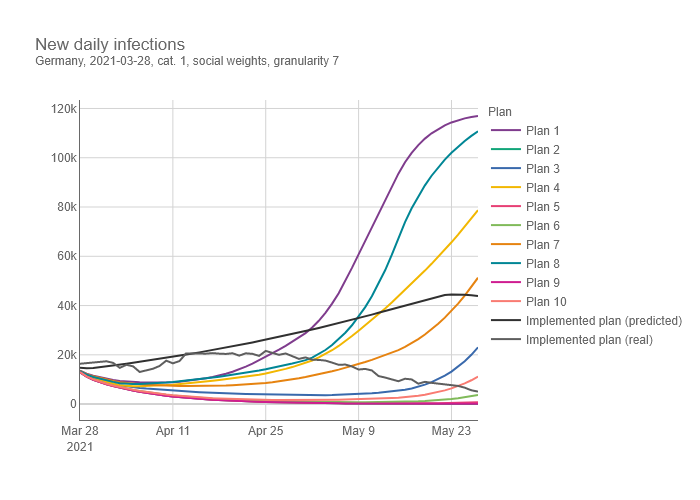 New daily infections
Germany, 2021-03-28, cat. 1, social weights, granularity 7
120k
100k
80k
60k
40k
20k
0
Mar 28
2021
Apr 11
Apr 25
May 9
May 23
Plan
Plan 1
Plan 2
Plan 3
Plan 4
Plan 5
Plan 6
Plan 7
Plan 8
Plan 9
Plan 10
Implemented plan (predicted)
Implemented plan (real)